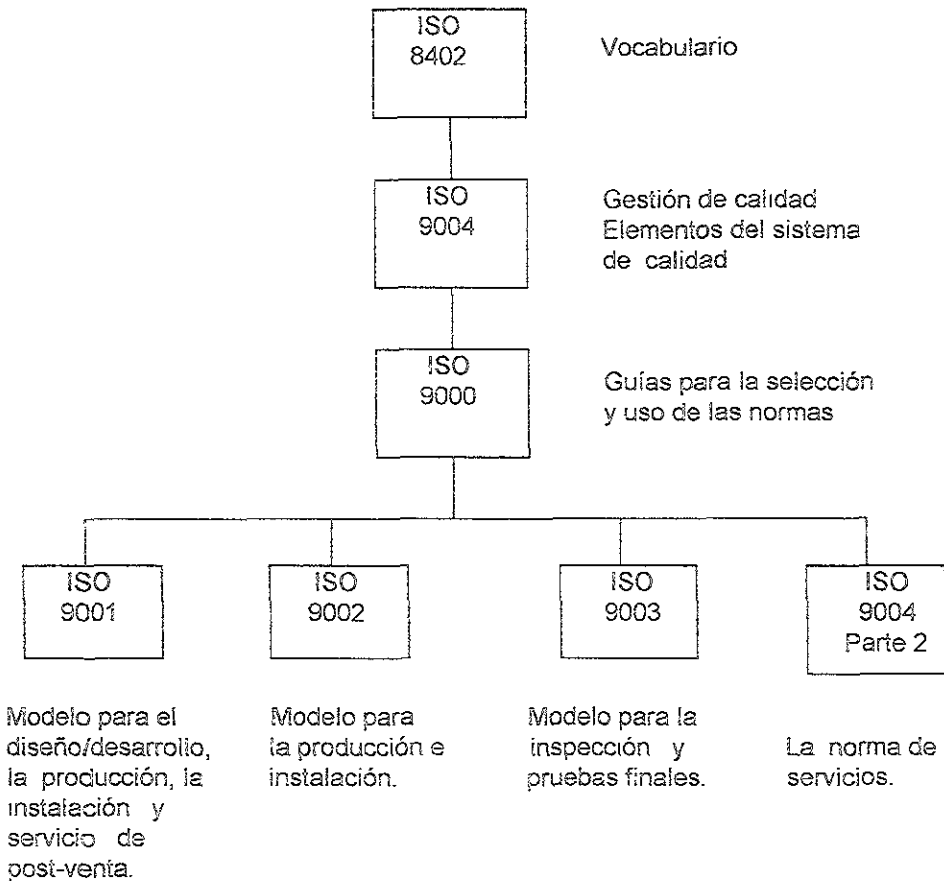 ISO
8402
Vocabulario
ISO
9004
Gestión de calidad
Elementos del sistema
de calidad
ISO
9000
Guías para la selección
y uso de las normas
ISO
9001
ISO
9002
ISO
9003
ISO
9004
Parte 2
Modelo para el
diseño/desarrollo,
la producción, la
instalación y
servicio de
post-venta.
Modelo para
la producción e
instalación.
Modelo para la
inspección y
pruebas finales.
La norma de
servicios.